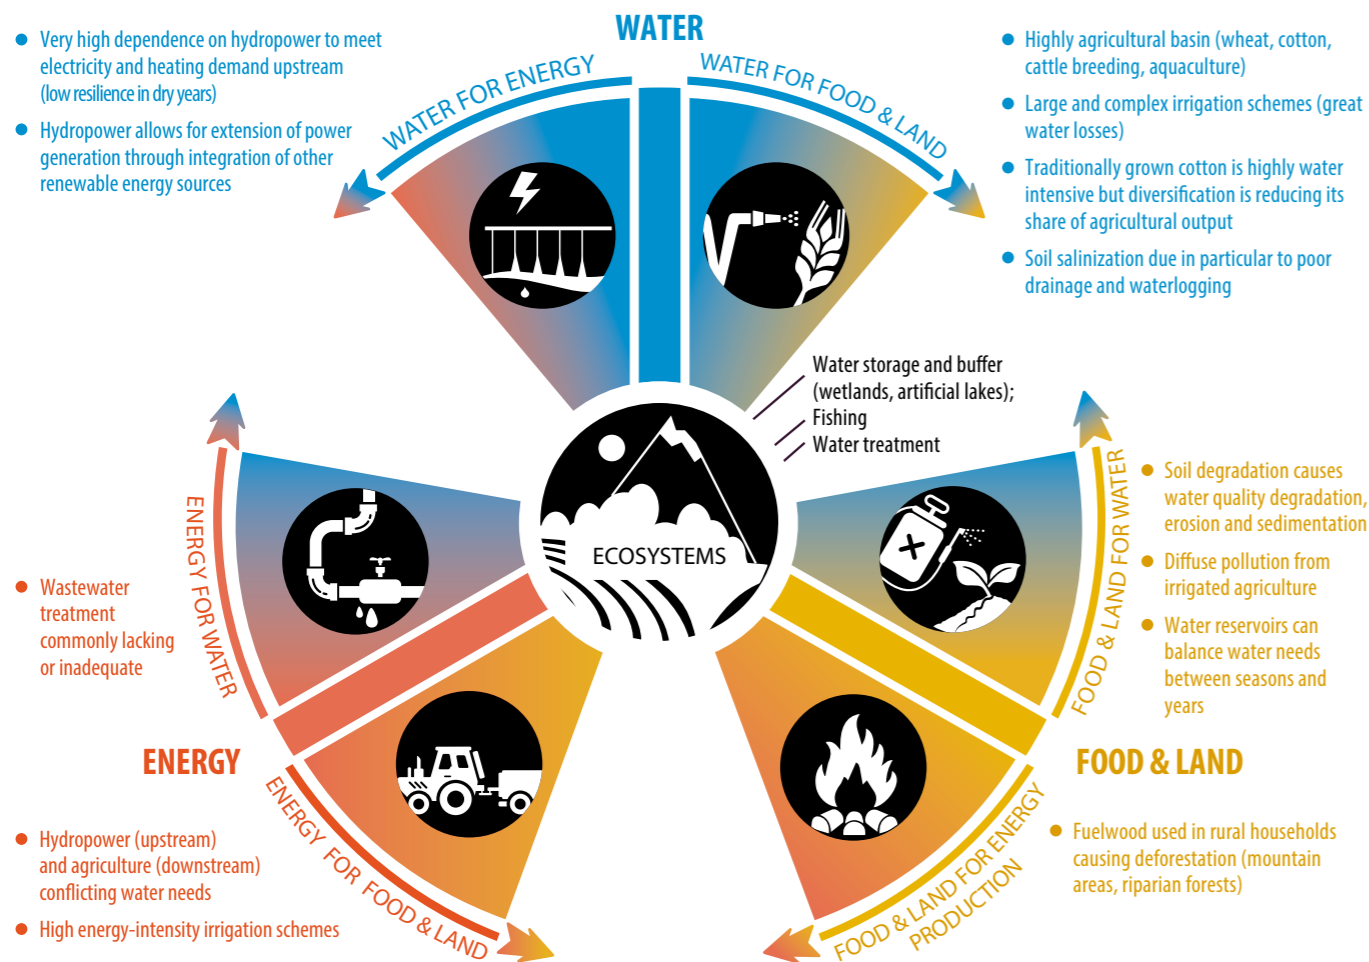 WATER
Very high dependence on hydropower to meet
electricity and heating demand upstream
(low resilience in dry years)
Hydropower allows for extension of power
generation through integration of other
renewable energy sources
WATER FOR ENERGY
WATER FOR FOOD & LAND
Highly agricultural basin (wheat, cotton,
cattle breeding, aquaculture)
Large and complex irrigation schemes (great
water losses)
Traditionally grown cotton is highly water
intensive but diversification is reducing its
share of agricultural output
Soil salinization due in particular to poor
drainage and waterlogging
Water storage and buffer
(wetlands, artificial lakes);
Fishing
Water treatment
ECOSYSTEMS
ENERGY FOR WATER
Wastewater
treatment
commonly lacking
or inadequate
FOOD & LAND FOR WATER
Soil degradation causes
water quality degradation,
erosion and sedimentation
Diffuse pollution from
irrigated agriculture
Water reservoirs can
balance water needs
between seasons and
years
ENERGY
ENERGY FOR FOOD & LAND
Hydropower (upstream)
and agriculture (downstream)
conflicting water needs
High energy-intensity irrigation schemes
FOOD & LAND
FOOD & LAND FOR ENERGY
PRODUCTION
Fuelwood used in rural households
causing deforestation (mountain
areas, riparian forests)